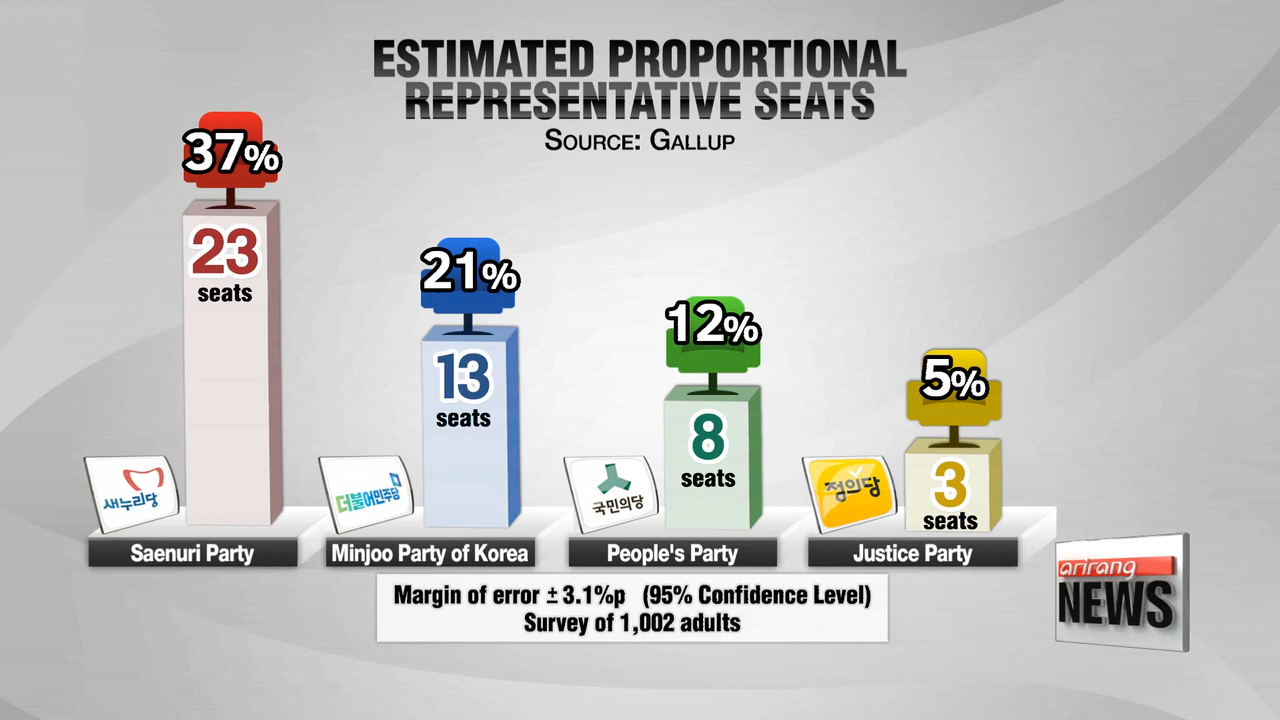 ESTIMATED PROPORTIONAL
REPRESENTATIVE SEATS
SOURCE: GALLUP
37%
23
seats
21%
13
seats
12%
8
seats
5%
3
seats
새누리당
더불어민주당
국민의당
정의당
Saenuri Party
Minjoo Party of Korea
People's Party
Justice Party
Margin of error ±3.1%p (95% Confidence Level)
Survey of 1,002 adults
arirang
NEWS